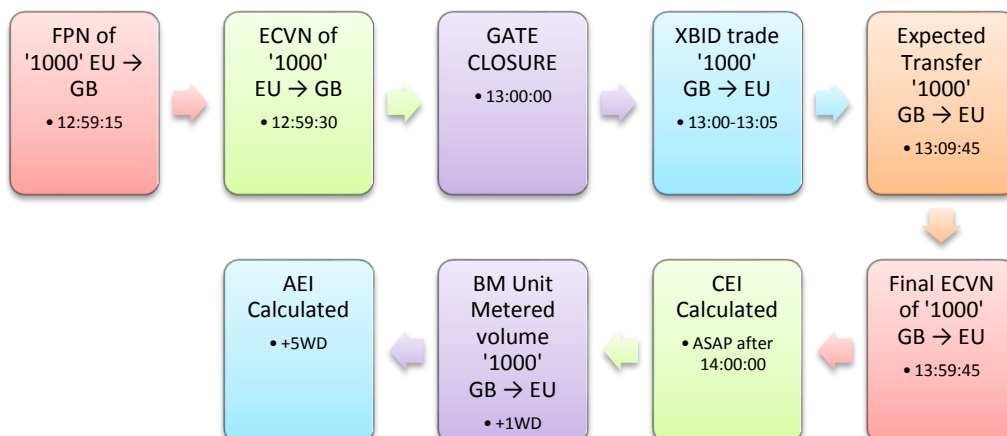 FPN of
'1000' EU →
GB
• 12:59:15
ECVN of
'1000'
EU → GB
• 12:59:30
GATE
CLOSURE
• 13:00:00
XBID trade
'1000'
GB → EU
• 13:00-13:05
Expected
Transfer
'1000'
GB → EU
• 13:09:45
Final ECVN
of '1000'
GB → EU
• 13:59:45
CEI
Calculated
• ASAP after
14:00:00
BM Unit
Metered
volume
'1000'
GB → EU
• +1WD
AEI
Calculated
• +5WD